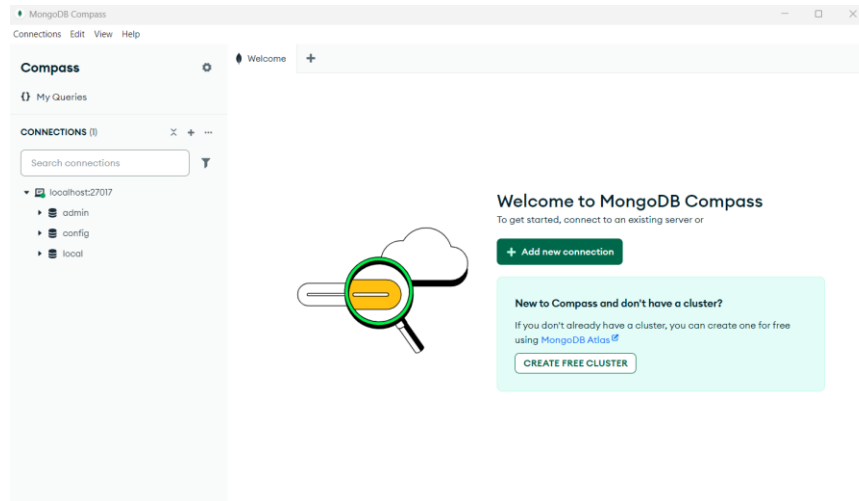 MongoDB Compass
Connections Edit View Help
Compass
My Queries
CONNECTIONS (1)
Search connections
localhost:27017
admin
config
local
Welcome
Welcome to MongoDB Compass
To get started, connect to an existing server or
+ Add new connection
New to Compass and don't have a cluster?
If you don't already have a cluster, you can create one for free
using MongoDB Atlas
CREATE FREE CLUSTER